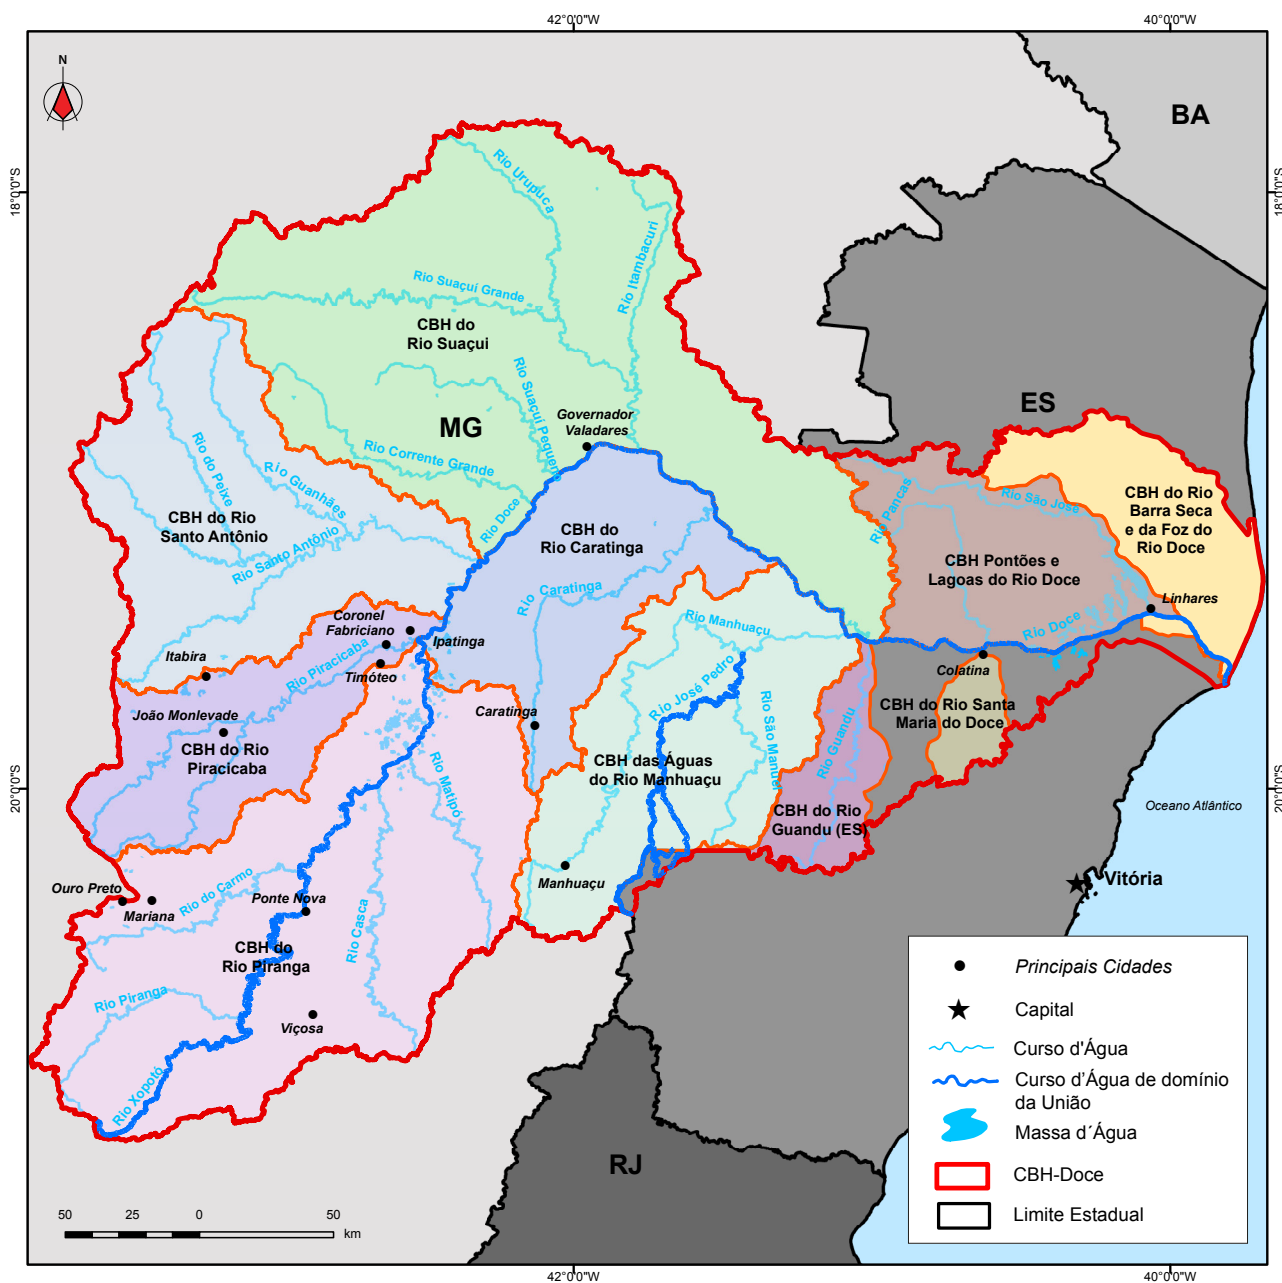 42°0'0"W
40°0'0"W
N
BA
18°0'0"S
18°0'0"S
Rio Urupuca
Rio Itambacuri
Rio Suaçui Grande
CBH do
Rio Suaçui
Rio Suaçui Pequeno
ES
Governador
Valadares
MG
Rio Corrente Grande
Rio do Peixe
Rio Guanhães
Rio Pancas
Rio São José
CBH do Rio
Barra Seca
e da Foz do
Rio Doce
CBH do Rio
Santo Antônio
Rio Doce
CBH do
Rio Caratinga
Rio Santo Antônio
CBH Pontões e
Lagoas do Rio Doce
Rio Caratinga
Linhares
Coronel
Fabriciano
Rio Manhuaçu
Rio Doce
Ipatinga
Itabira
Rio Piracicaba
Timóteo
Colatina
Rio José Pedro
João Monlevade
Caratinga
Rio São Manuel
CBH do Rio Santa
Maria do Doce
CBH do Rio
Piracicaba
Rio Guandu
CBH das Águas
do Rio Manhuaçu
Rio Matipó
20°0'0"S
20°0'0"S
CBH do Rio
Guandu (ES)
Oceano Atlântico
Manhuaçu
Vitória
Ouro Preto
Rio do Carmo
Ponte Nova
Mariana
Rio Casca
CBH do
Rio Piranga
Rio Piranga
Viçosa
Rio Xopotó
RJ
Principais Cidades
Capital
Curso d'Água
Curso d'Água de domínio
da União
Massa d´Água
CBH-Doce
Limite Estadual
50 25 0 50
km
42°0'0"W
40°0'0"W